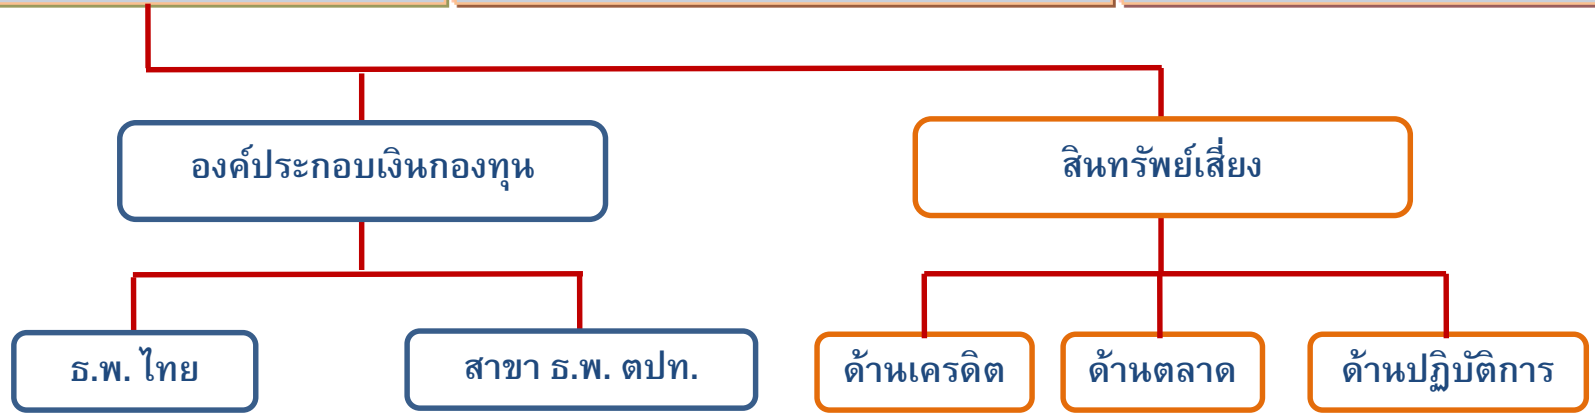 องค์ประกอบเงินกองทุน
สินทรัพย์เสี่ยง
ธ.พ. ไทย
สาขา ธ.พ. ตปท.
ด้านเครดิต
ด้านตลาด
ด้านปฏิบัติการ